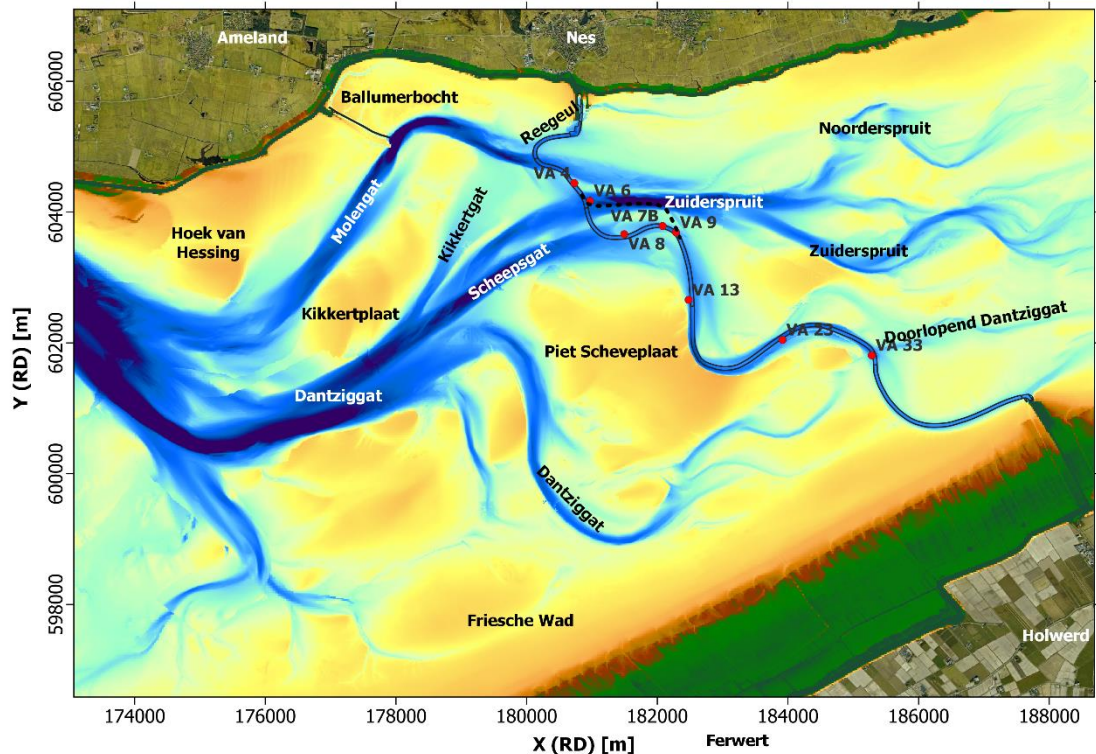 Ameland
Nes
Ballumerbocht
Reegeul
Noorderspruit
VA 4
VA 6
Zuiderspruit
Molengat
Kikkertgat
VA 7B
VA 9
Hoek van
Hessing
VA 8
Zuiderspruit
Scheepsgat
VA 13
Kikkertplaat
Piet Scheveplaat
VA 23
Doorlopend Dantziggat
VA 33
Dantziggat
Dantziggat
Friesche Wad
Holwerd
Ferwert
606000
604000
602000
600000
598000
Y (RD) [m]
174000
176000
178000
180000
182000
184000
186000
188000
X (RD) [m]